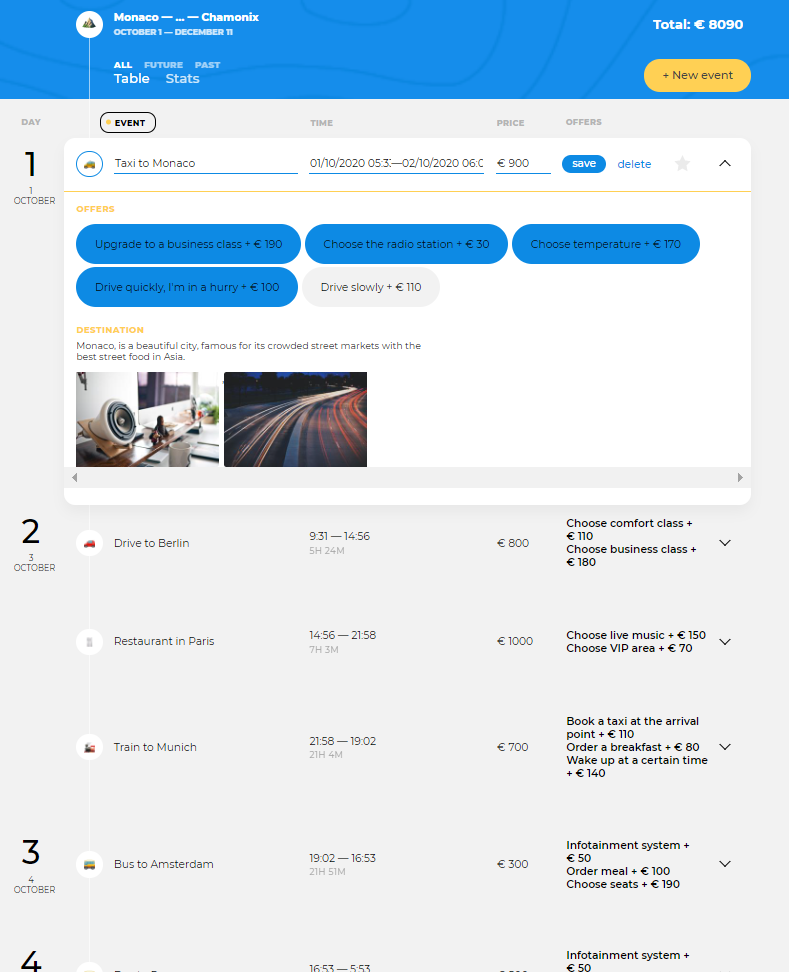 Monaco — ... — Chamonix
OCTOBER 1 — DECEMBER 11
Total: € 8090
ALL FUTURE PAST
Table Stats
+ New event
DAY EVENT TIME PRICE OFFERS
1
1
OCTOBER
Taxi to Monaco 01/10/2020 05:3 —02/10/2020 06:0 € 900 save delete
OFFERS
Upgrade to a business class + € 190 Choose the radio station + € 30 Choose temperature + € 170
Drive quickly, I'm in a hurry + € 100 Drive slowly + € 110
DESTINATION
Monaco, is a beautiful city, famous for its crowded street markets with the
best street food in Asia.
2
3
OCTOBER
Drive to Berlin
9:31 — 14:56
5H 24M
€ 800
Choose comfort class +
€ 110
Choose business class +
€ 180
Restaurant in Paris
14:56 — 21:58
7H 3M
€ 1000
Choose live music + € 150
Choose VIP area + € 70
Train to Munich
21:58 — 19:02
21H 4M
€ 700
Book a taxi at the arrival
point + € 110
Order a breakfast + € 80
Wake up at a certain time
+ € 140
3
4
OCTOBER
Bus to Amsterdam
19:02 — 16:53
21H 51M
€ 300
Infotainment system +
€ 50
Order meal + € 100
Choose seats + € 190
4
16:53 — 5:53
Infotainment system +
€ 50